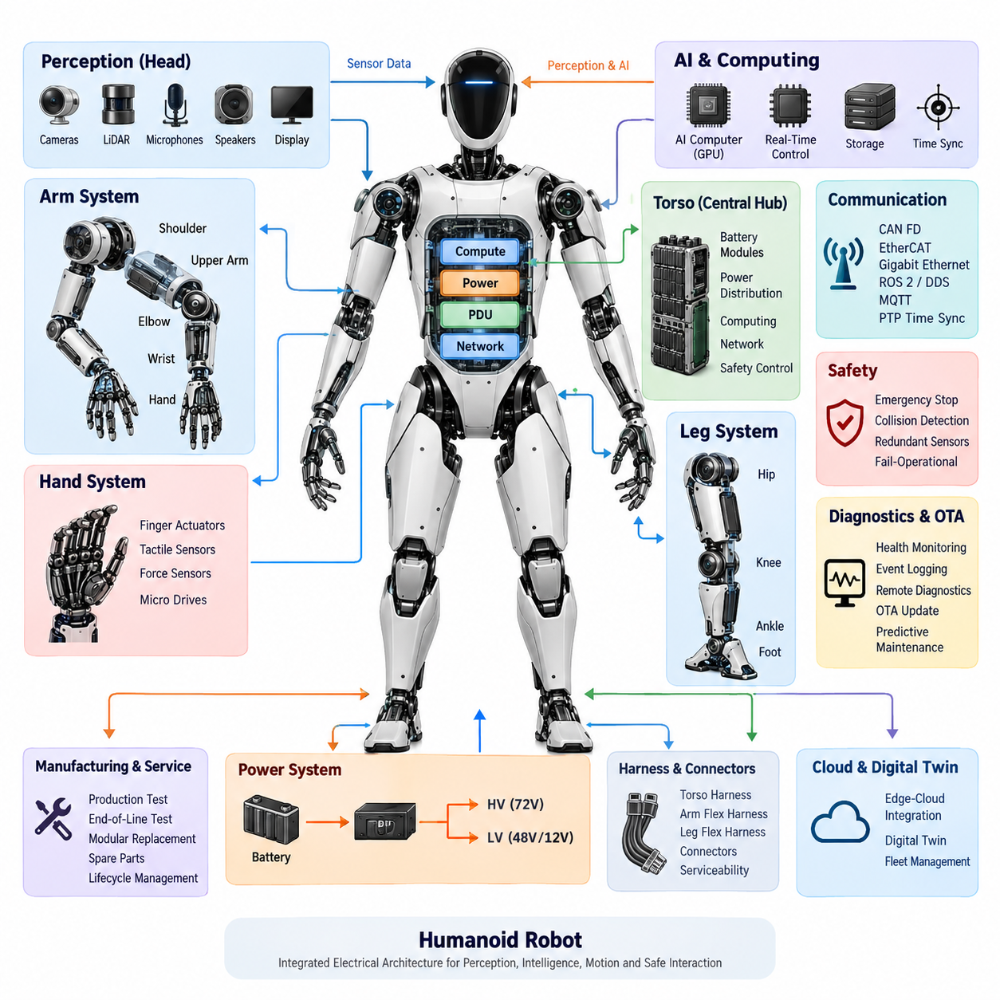 Perception (Head)
Cameras
LiDAR
Microphones
Speakers
Display
Sensor Data
Perception & AI
AI & Computing
AI Computer
(GPU)
Real-Time
Control
Storage
Time Sync
Arm System
Shoulder
Upper Arm
Elbow
Wrist
Hand
Compute
Power
PDU
Network
Torso (Central Hub)
Battery
Modules
Power
Distribution
Computing
Network
Safety Control
Communication
CAN FD
EtherCAT
Gigabit Ethernet
ROS 2 / DDS
MQTT
PTP Time Sync
Safety
Emergency Stop
Collision Detection
Redundant Sensors
Fail-Operational
Hand System
Finger Actuators
Tactile Sensors
Force Sensors
Micro Drives
Leg System
Hip
Knee
Ankle
Foot
Diagnostics & OTA
Health Monitoring
Event Logging
Remote Diagnostics
OTA Update
Predictive
Maintenance
Manufacturing & Service
Production Test
End-of-Line Test
Modular Replacement
Spare Parts
Lifecycle Management
Power System
Battery
HV (72V)
LV (48V/12V)
Harness & Connectors
Torso Harness
Arm Flex Harness
Leg Flex Harness
Connectors
Serviceability
Cloud & Digital Twin
Edge-Cloud
Integration
Digital Twin
Fleet Management
Humanoid Robot
Integrated Electrical Architecture for Perception, Intelligence, Motion and Safe Interaction